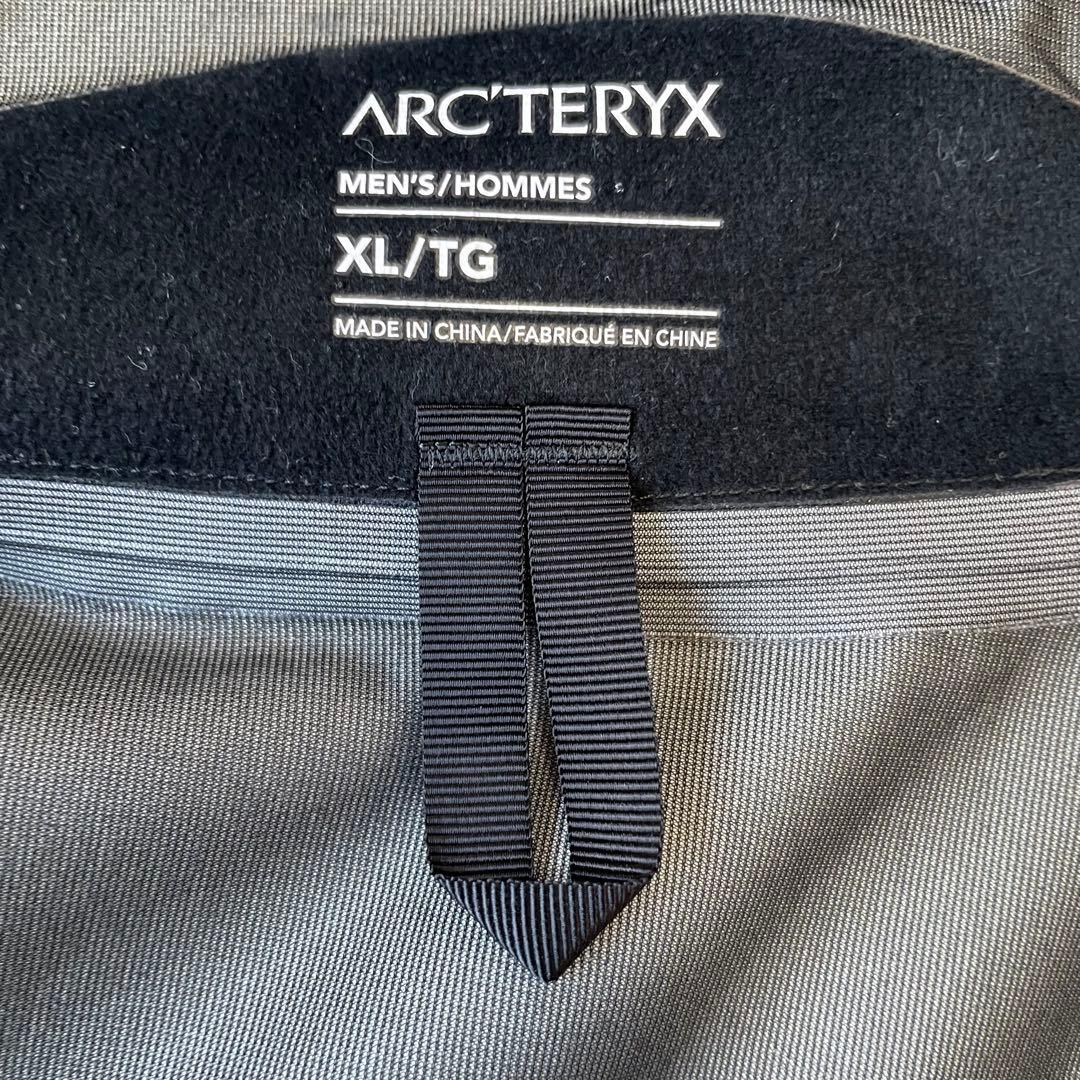 ARC'TERYX
MEN'S/HOMMES
XL/TG
MADE IN CHINA/FABRIQUÉ EN CHINE